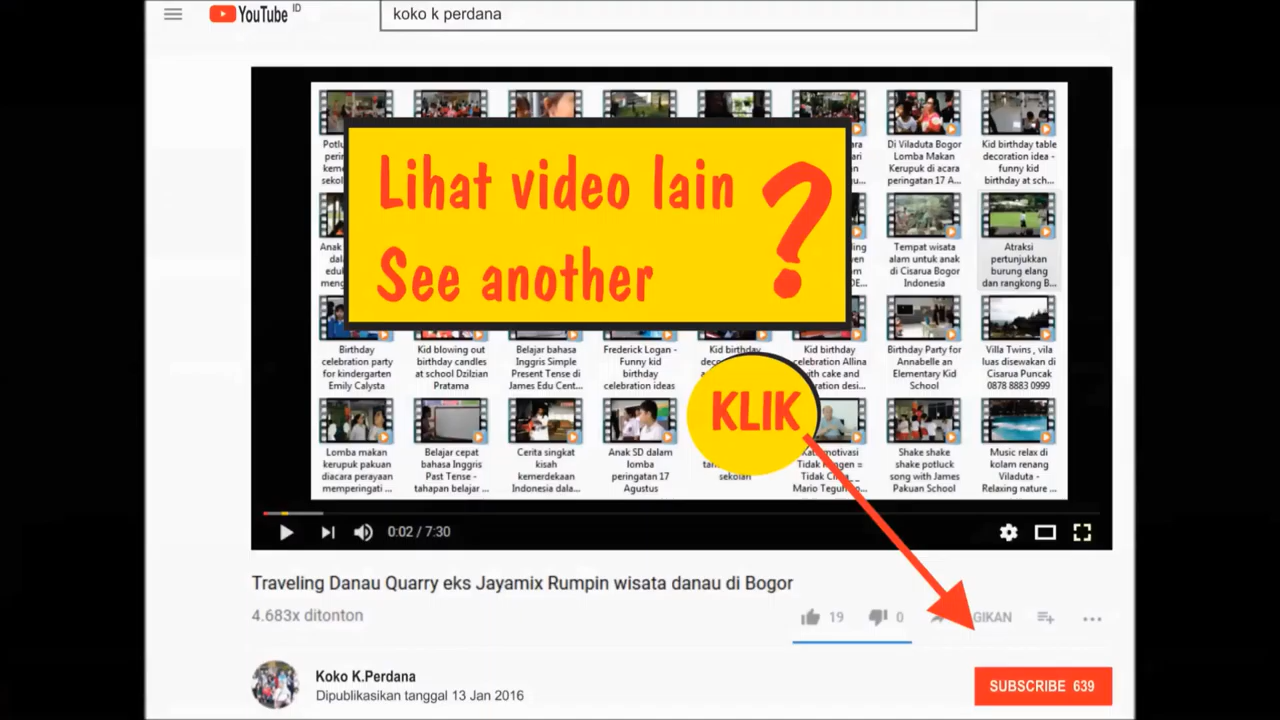 YouTube ID
koko k perdana
Di Viladuta Bogor
Lomba Makan
Kerupuk di acara
peringatan 17 A...
Kid birthday table
decoration idea -
funny kid
birthday at sch...
Lihat video lain
See another
?
Tempat wisata
alam untuk anak
di Cisarua Bogor
Indonesia
Atraksi
pertunjukkan
burung elang
dan rangkong B...
Birthday
celebration party
for kindergarten
Emily Calysta
Kid blowing out
birthday candles
at school Dzilzian
Pratama
Belajar bahasa
Inggris Simple
Present Tense di
James Edu Cent...
Frederick Logan -
Funny kid
birthday
celebration ideas
Kid birthday
Kid birthday
celebration Allina
with cake and
Birthday Party for
Annabelle an
Elementary Kid
School
Villa Twins , vila
luas disewakan di
Cisarua Puncak
0878 8883 0999
KLIK
Lomba makan
kerupuk pakuan
diacara perayaan
memperingati ...
Belajar cepat
bahasa Inggris
Past Tense -
tahapan belajar ...
Cerita singkat
kisah
kemerdekaan
Indonesia dala...
Anak SD dalam
lomba
peringatan 17
Agustus
sekolah
motivasi
Tidak
=
Tidak
Mario
Shake shake
shake potluck
song with James
Pakuan School
Music relax di
kolam renang
Viladuta -
Relaxing nature ...
0:02 / 7:30
Traveling Danau Quarry eks Jayamix Rumpin wisata danau di Bogor
4.683x ditonton
19
0
GIKAN
Koko K.Perdana
Dipublikasikan tanggal 13 Jan 2016
SUBSCRIBE 639